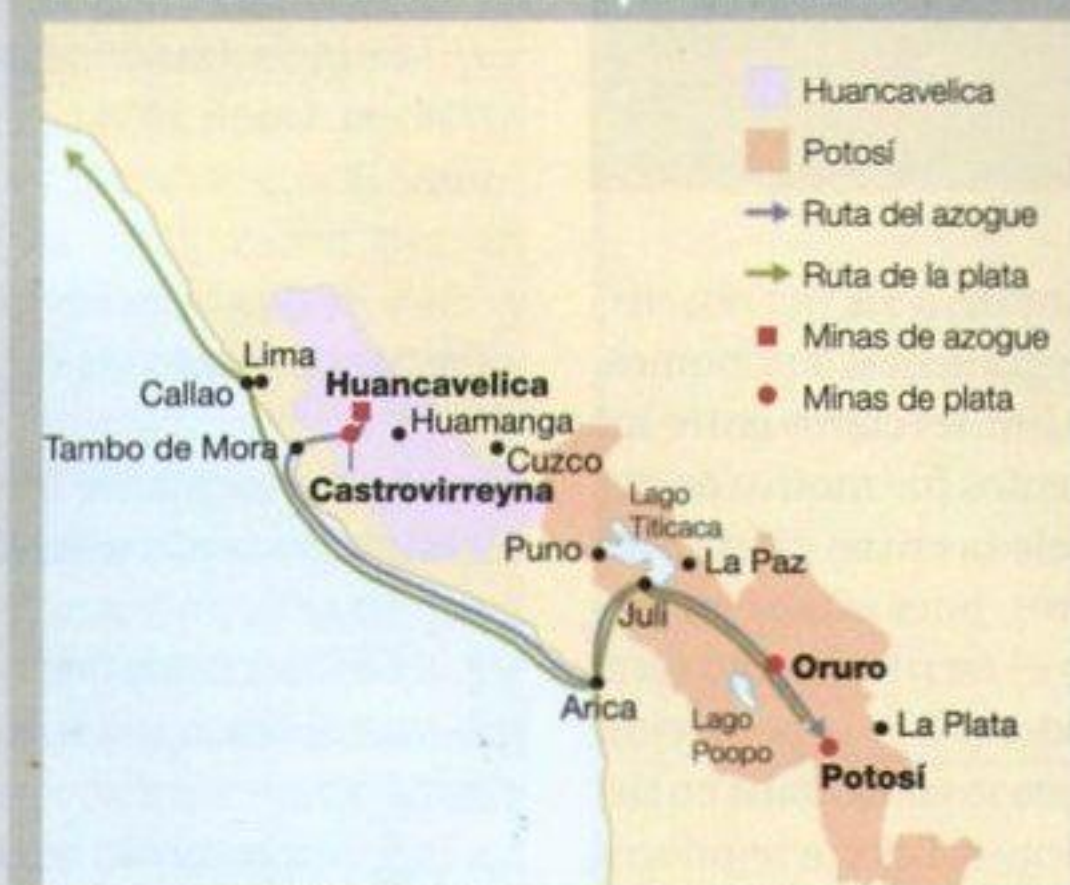 Huancavelica
Potosí
Ruta del azogue
Ruta de la plata
Minas de azogue
Minas de plata
Lima
Callao
Huancavelica
Huamanga
Tambo de Mora
Cuzco
Castrovirreyna
Lago
Titicaca
Puno
La Paz
Juli
Oruro
Arica
Lago
Poopo
La Plata
Potosí